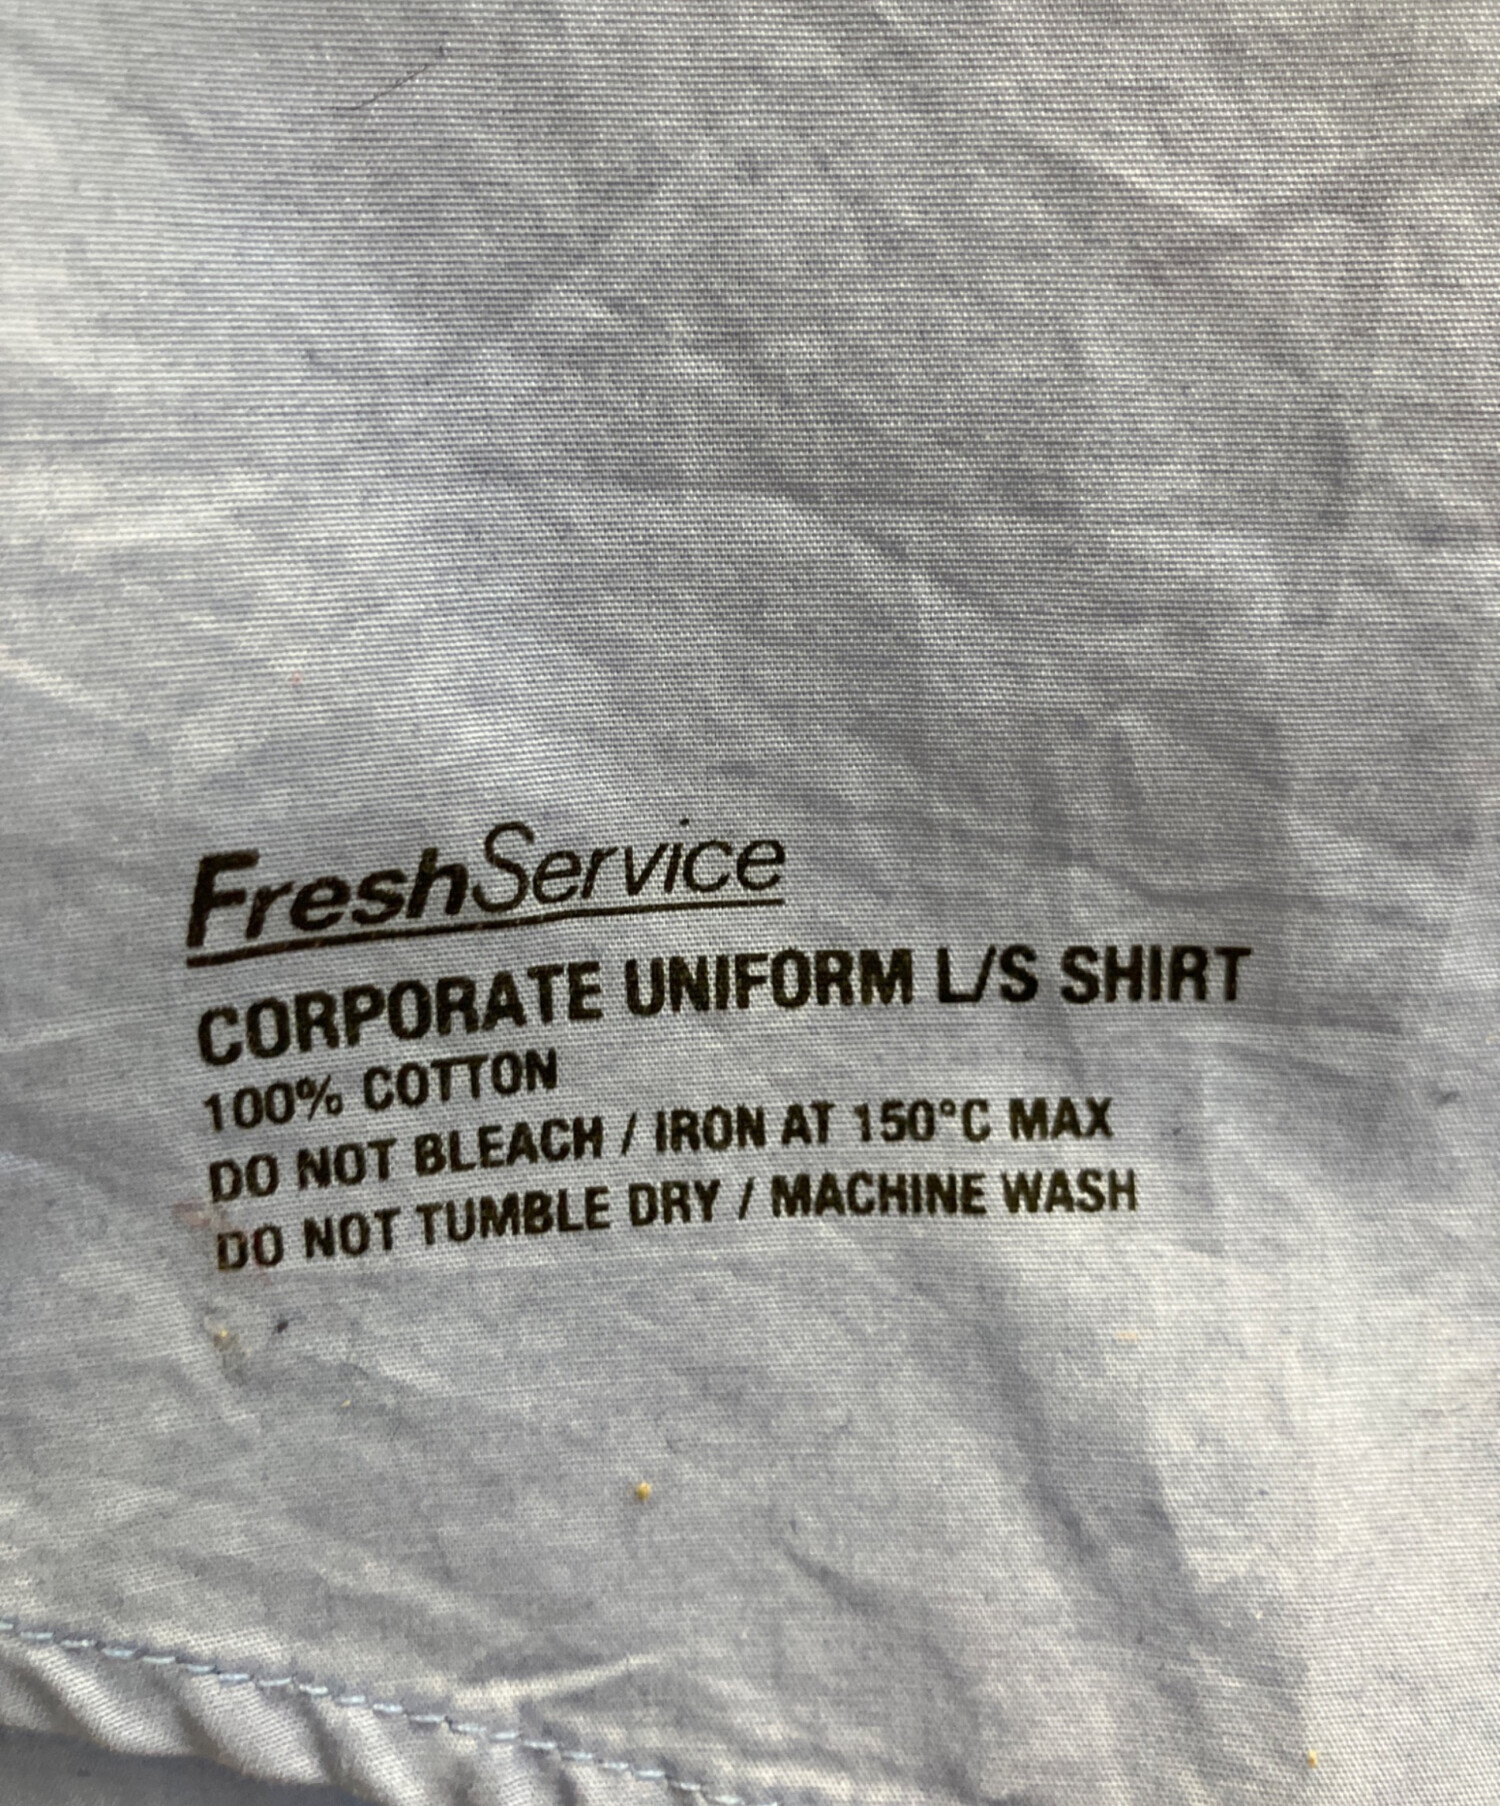 FreshService
CORPORATE UNIFORM L/S SHIRT
100% COTTON
DO NOT BLEACH / IRON AT 150°C MAX
DO NOT TUMBLE DRY / MACHINE WASH